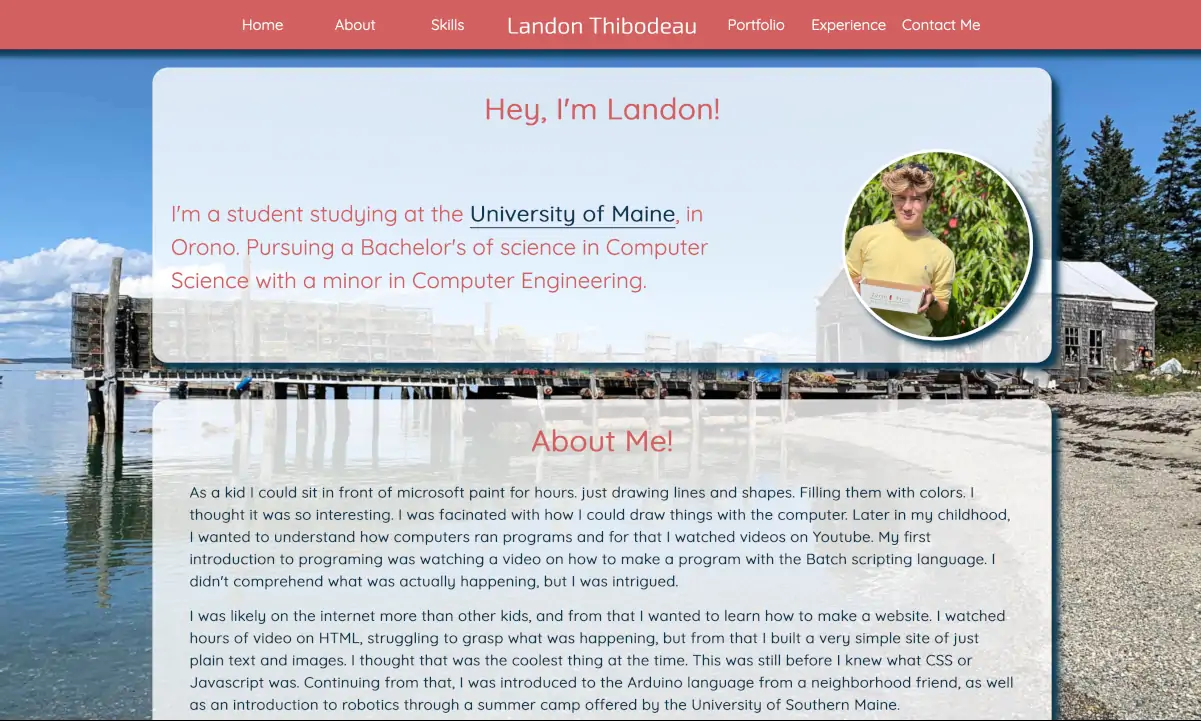 Home About Skills Landon Thibodeau Portfolio Experience Contact Me
Hey, I'm Landon!
I'm a student studying at the University of Maine, in
Orono. Pursuing a Bachelor's of science in Computer
Science with a minor in Computer Engineering.
About Me!
As a kid I could sit in front of microsoft paint for hours. just drawing lines and shapes. Filling them with colors. I
thought it was so interesting. I was facinated with how I could draw things with the computer. Later in my childhood,
I wanted to understand how computers ran programs and for that I watched videos on Youtube. My first
introduction to programing was watching a video on how to make a program with the Batch scripting language. I
didn't comprehend what was actually happening, but I was intrigued.
I was likely on the internet more than other kids, and from that I wanted to learn how to make a website. I watched
hours of video on HTML, struggling to grasp what was happening, but from that I built a very simple site of just
plain text and images. I thought that was the coolest thing at the time. This was still before I knew what CSS or
Javascript was. Continuing from that, I was introduced to the Arduino language from a neighborhood friend, as well
as an introduction to robotics through a summer camp offered by the University of Southern Maine.